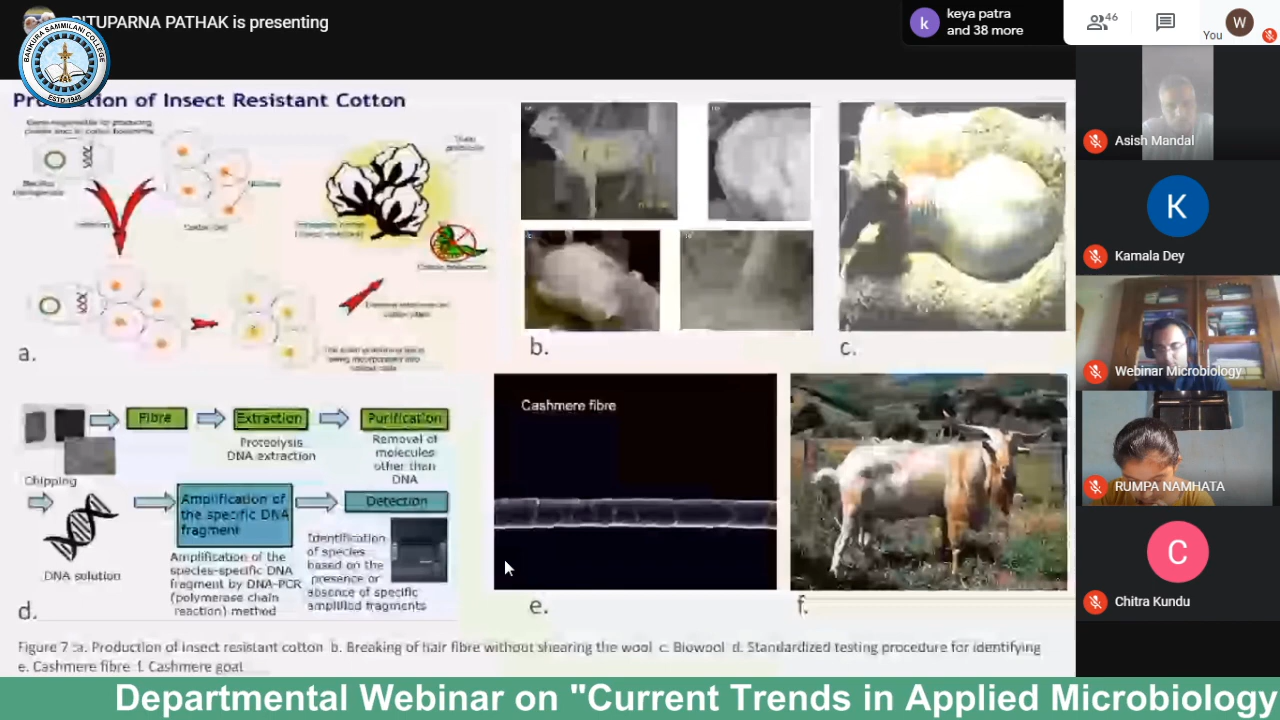 RITUPARNA PATHAK is presenting
keya patra
and 38 more
46
You
W
BANKURA SAMMILANI COLLEGE
ESTD-1948
of Insect Resistant Cotton
a.
b.
c.
Fibre
Extraction
Purification
Proteolysis
DNA extraction
Removal of
molecules
other than
DNA
Chipping
Amplification of
the specific DNA
fragment
Detection
DNA solution
Amplification of the
species-specific DNA
fragment by DNA-PCR
(polymerase chain
reaction) method
Identification
of species
based on the
presence or
absence of specific
amplified fragments
d.
Cashmere fibre
e.
f.
Figure 7 :a. Production of insect resistant cotton b. Breaking of hair fibre without shearing the wool c. Biowool d. Standardized testing procedure for identifying
e. Cashmere fibre f. Cashmere goat
Asish Mandal
K
Kamala Dey
Webinar Microbiology
RUMPA NAMHATA
C
Chitra Kundu
Departmental Webinar on "Current Trends in Applied Microbiology